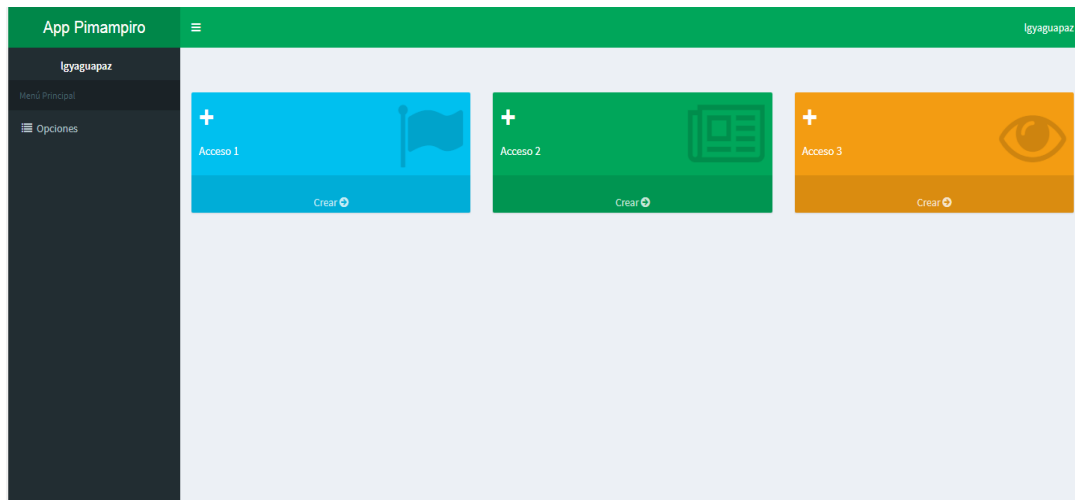 App Pimampiro
lgyaguapaz
lgyaguapaz
Menú Principal
Opciones
Acceso 1
Crear
Acceso 2
Crear
Acceso 3
Crear